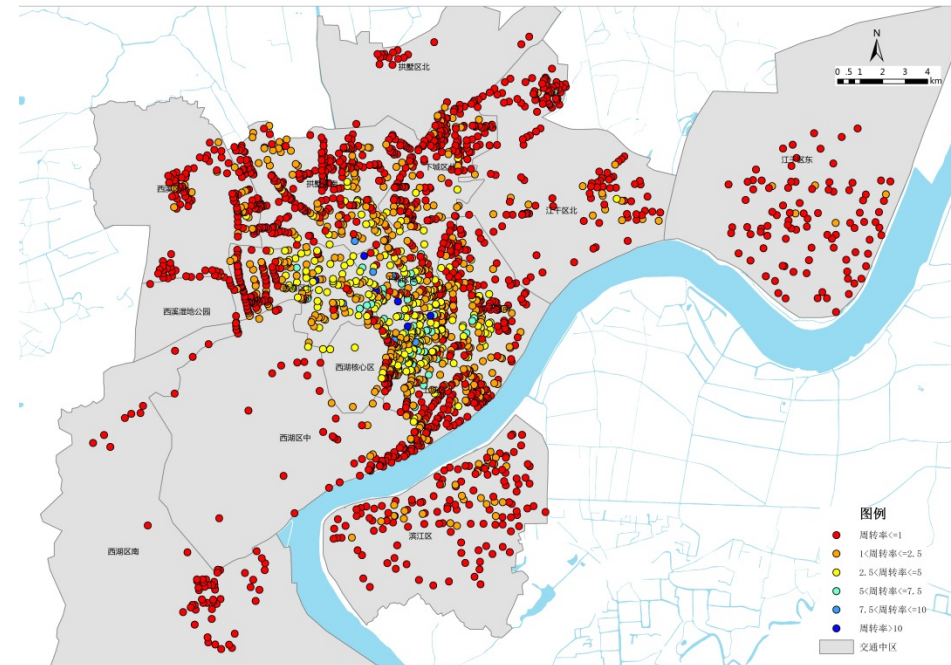 N
0 .5 1 2 3 4
km
拱墅区北
江干区东
下城区北
江干区北
西溪湿地公园
西湖核心区
西湖区中
滨江区
西湖区南
图例
周转率<=1
1<周转率<=2.5
2.5<周转率<=5
5<周转率<=7.5
7.5<周转率<=10
周转率>10
交通中区